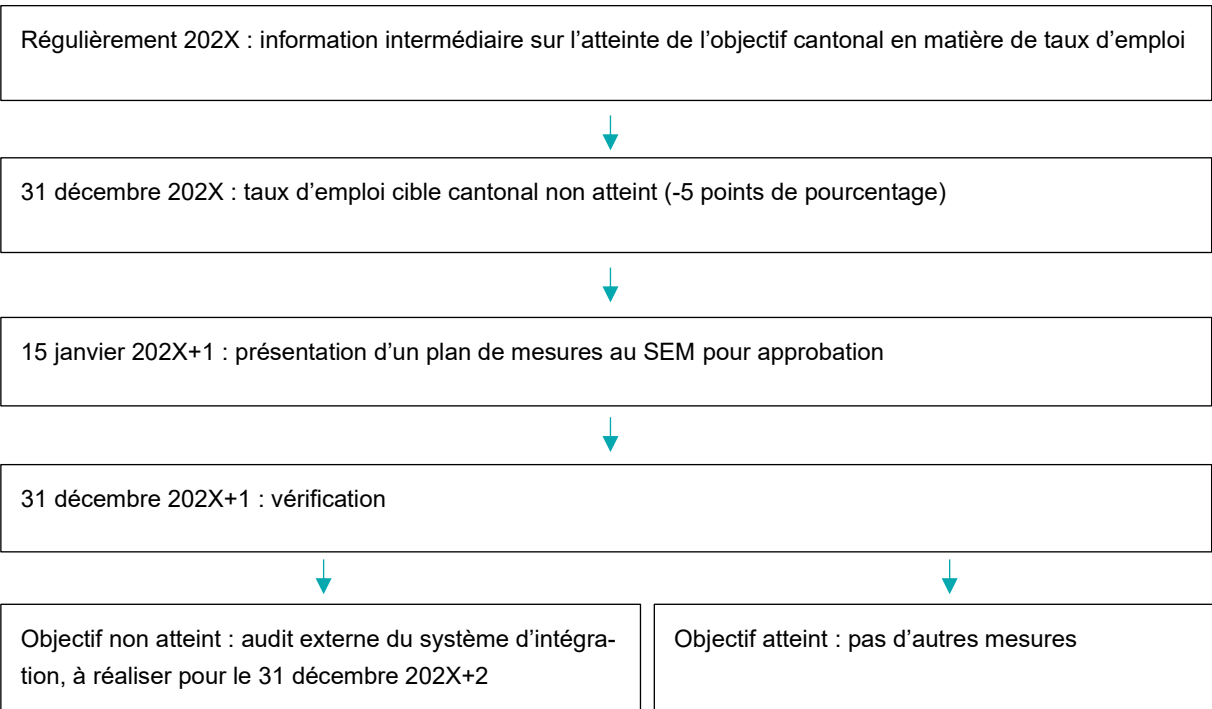 Régulièrement 202X : information intermédiaire sur l’atteinte de l’objectif cantonal en matière de taux d’emploi
31 décembre 202X : taux d’emploi cible cantonal non atteint (-5 points de pourcentage)
15 janvier 202X+1 : présentation d’un plan de mesures au SEM pour approbation
31 décembre 202X+1 : vérification
Objectif non atteint : audit externe du système d’intégra-
tion, à réaliser pour le 31 décembre 202X+2
Objectif atteint : pas d’autres mesures